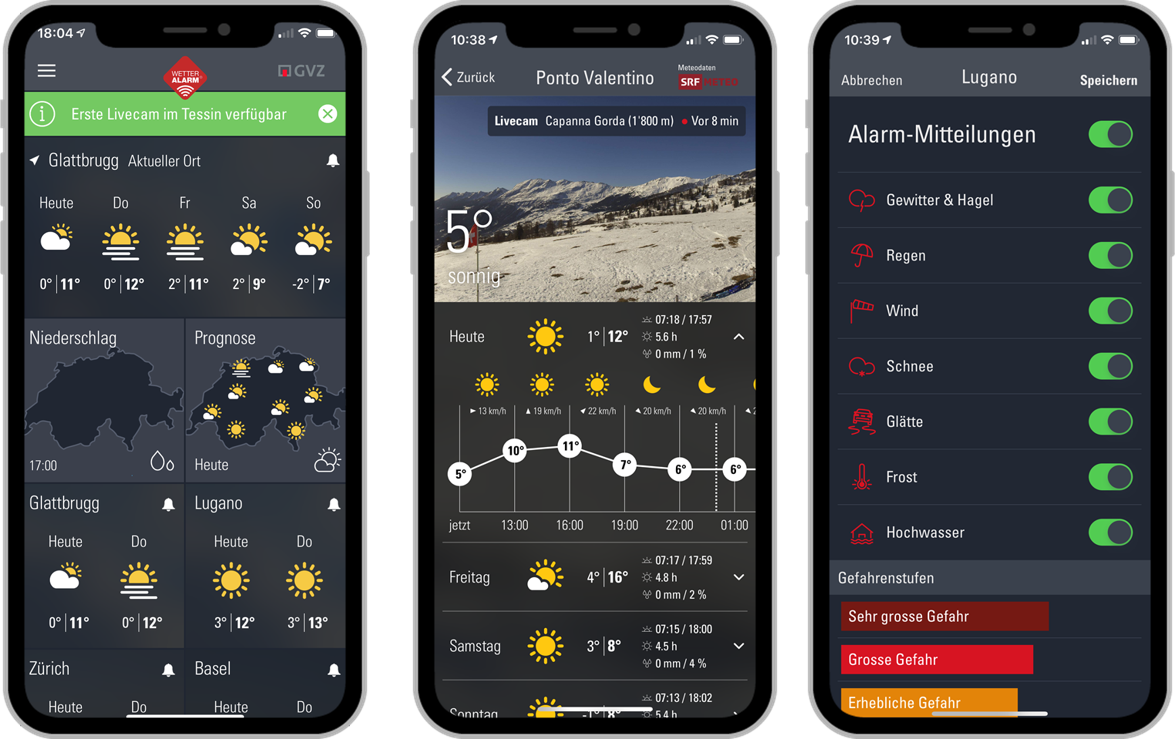 18:04
WETTER
ALARM
GVZ
Erste Livecam im Tessin verfügbar
Glattbrugg Aktueller Ort
Heute Do Fr Sa So
0° 11° 0° 12° 2° 11° 2° 9° -2° 7°
Niederschlag
17:00
Prognose
Heute
Glattbrugg
Heute Do
0° 11° 0° 12°
Lugano
Heute Do
3° 12° 3° 13°
Zürich
Heute Do
Basel
Heute Do
10:38
Zurück
Ponto Valentino
Meteodaten
SRF METEO
Livecam Capanna Gorda (1'800 m) Vor 8 min
5°
sonnig
Heute
1° 12°
07:18 / 17:57
5.6 h
0 mm / 1 %
13 km/h 19 km/h 22 km/h 20 km/h 20 km/h
5° 10° 11° 7° 6° 6°
jetzt 13:00 16:00 19:00 22:00 01:00
Freitag
4° 16°
07:17 / 17:59
4.8 h
0 mm / 2 %
Samstag
3° 8°
07:15 / 18:00
4.5 h
0 mm / 4 %
Sonntag
-1° 8°
07:13 / 18:02
5.4 h
10:39
Abbrechen
Lugano
Speichern
Alarm-Mitteilungen
Gewitter & Hagel
Regen
Wind
Schnee
Glätte
Frost
Hochwasser
Gefahrenstufen
Sehr grosse Gefahr
Grosse Gefahr
Erhebliche Gefahr